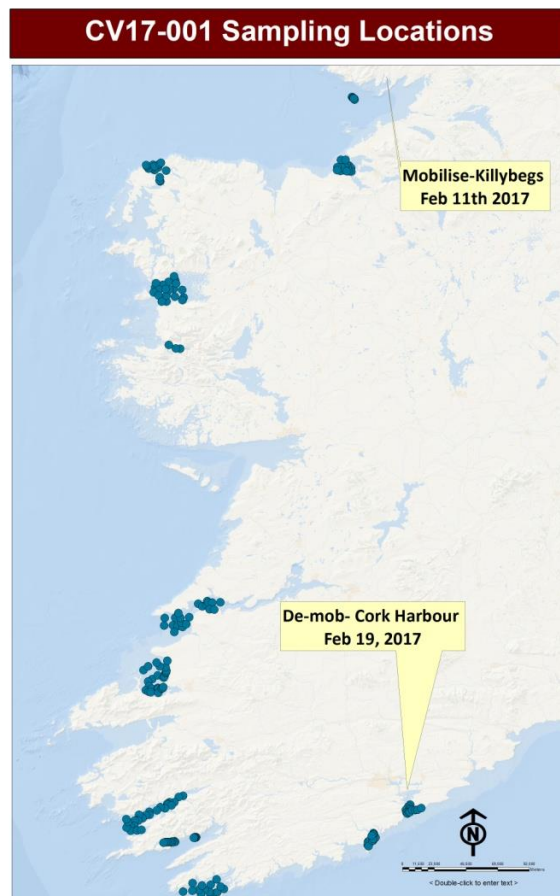 CV17-001 Sampling Locations
Mobilise-Killybegs
Feb 11th 2017
De-mob- Cork Harbour
Feb 19, 2017
N
Meters
< Double-click to enter text >